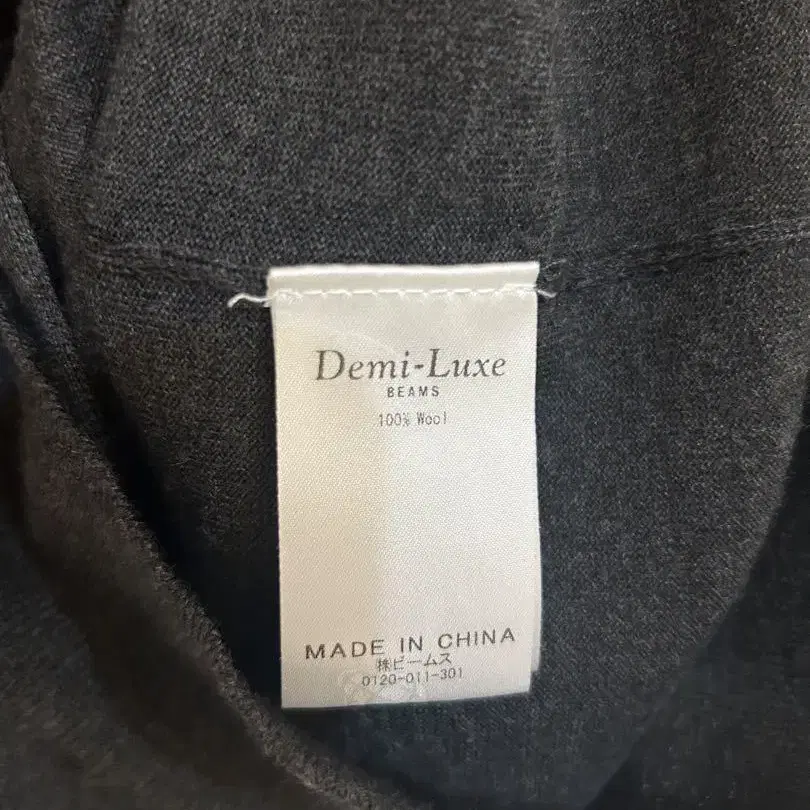 Demi-Luxe
BEAMS
100% Wool
MADE IN CHINA
㈱ビームス
0120-011-301